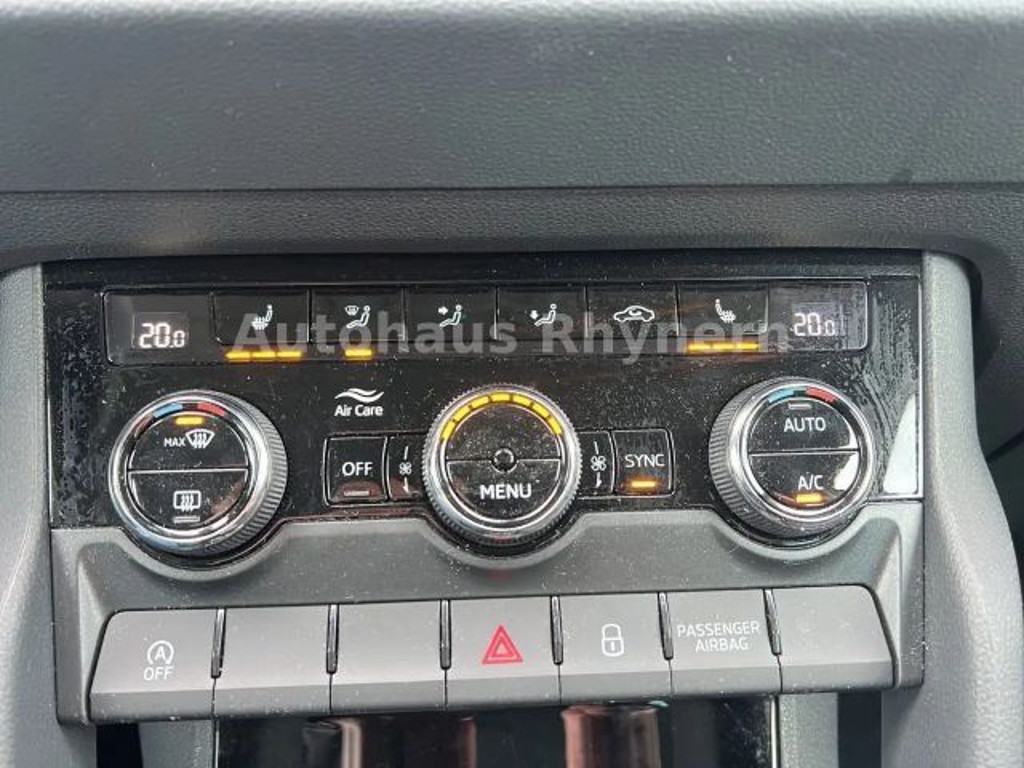 20.0
20.0
Autohaus Rhynern
Air Care
MAX
AUTO
OFF
SYNC
MENU
A/C
A
OFF
PASSENGER
AIRBAG